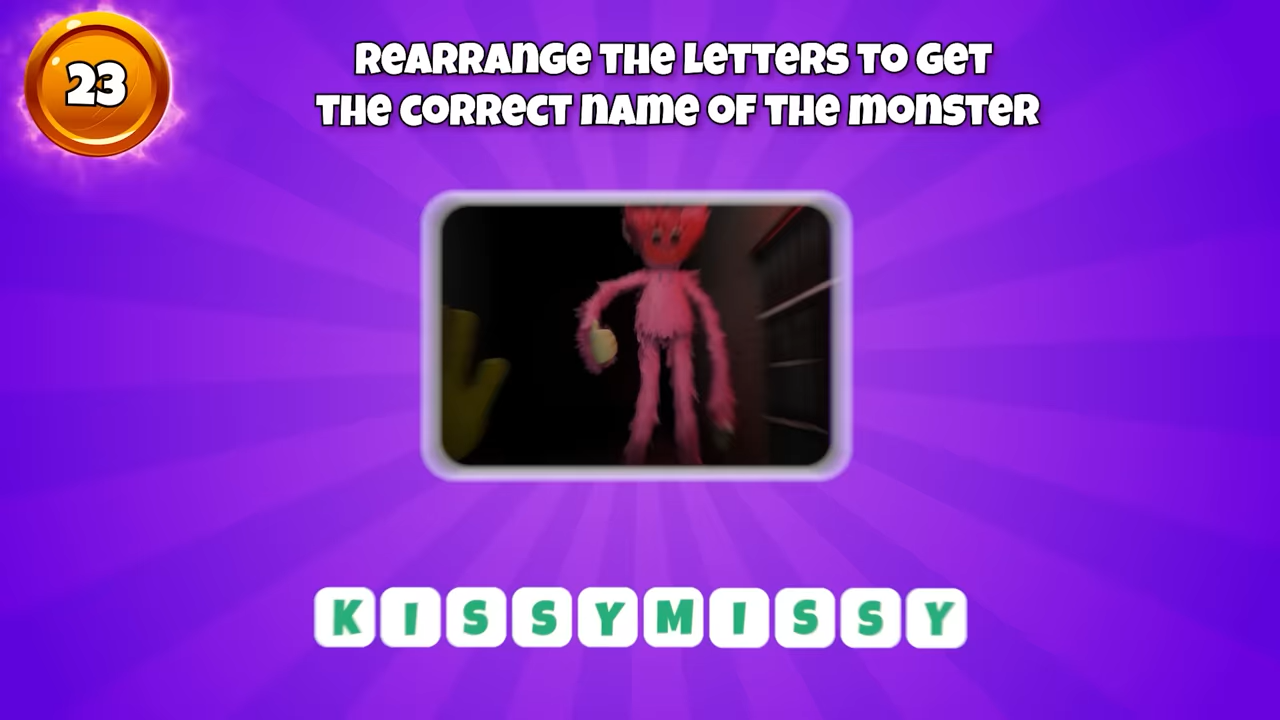 23
REARRANGE THE LETTERS TO GET
THE CORRECT NAME OF THE MONSTER
KISSYMISSY